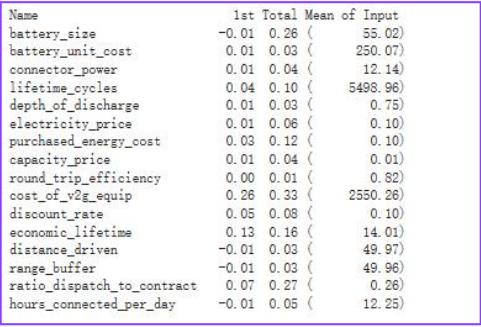 Name 1st Total Mean of Input
battery_size -0.01 0.26 ( 55.02)
battery_unit_cost 0.01 0.03 ( 250.07)
connector_power 0.01 0.04 ( 12.14)
lifetime_cycles 0.04 0.10 ( 5498.96)
depth_of_discharge 0.01 0.03 ( 0.75)
electricity_price 0.01 0.06 ( 0.10)
purchased_energy_cost 0.03 0.12 ( 0.10)
capacity_price 0.01 0.04 ( 0.01)
round_trip_efficiency 0.00 0.01 ( 0.82)
cost_of_v2g_equip 0.26 0.33 ( 2550.26)
discount_rate 0.05 0.08 ( 0.10)
economic_lifetime 0.13 0.16 ( 14.01)
distance_driven -0.01 0.03 ( 49.97)
range_buffer -0.01 0.03 ( 49.96)
ratio_dispatch_to_contract 0.07 0.27 ( 0.26)
hours_connected_per_day -0.01 0.05 ( 12.25)